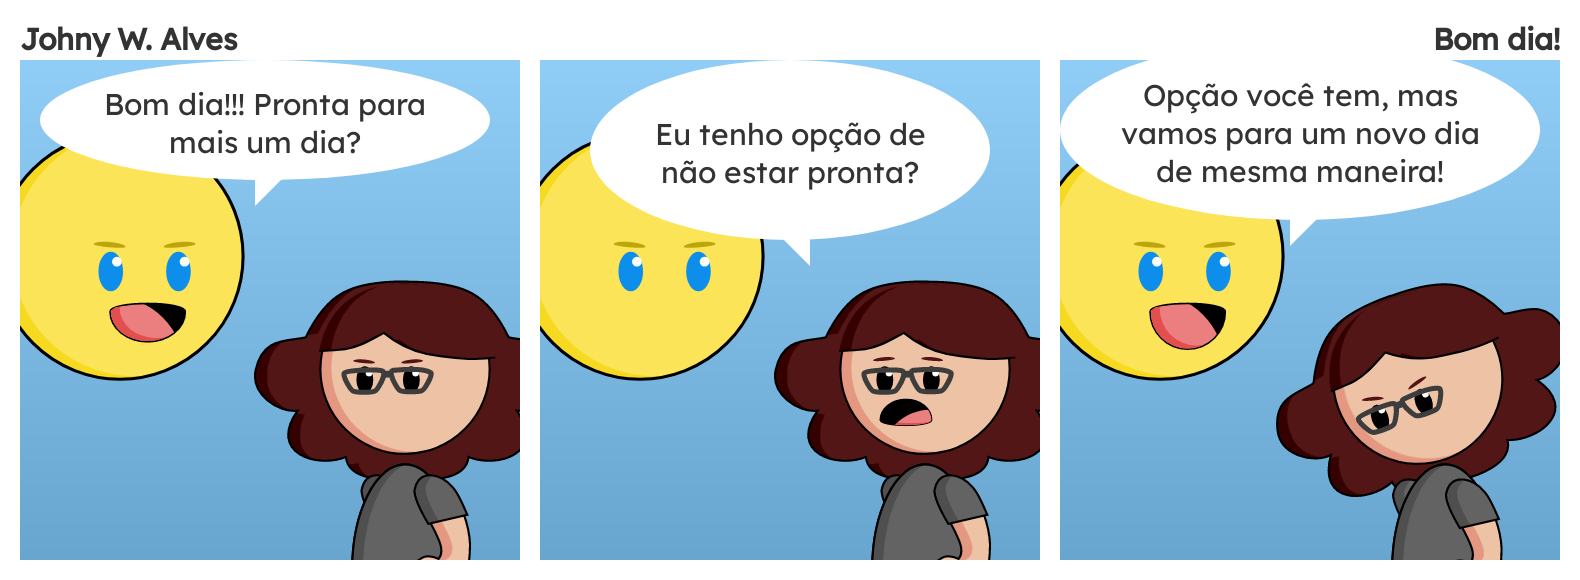 Johny W. Alves
Bom dia!
Bom dia!!! Pronta para
mais um dia?
Eu tenho opção de
não estar pronta?
Opção você tem, mas
vamos para um novo dia
de mesma maneira!